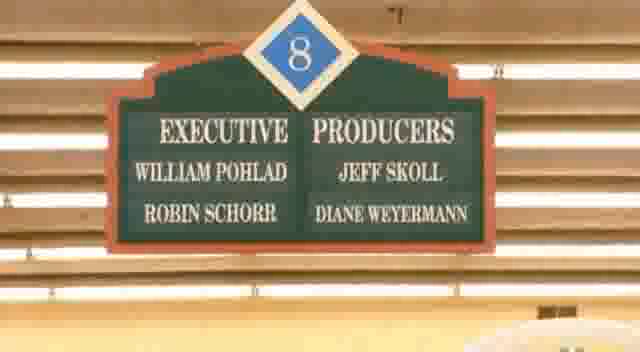 8
EXECUTIVE PRODUCERS
WILLIAM POHLAD JEFF SKOLL
ROBIN SCHORR DIANE WEYERMANN